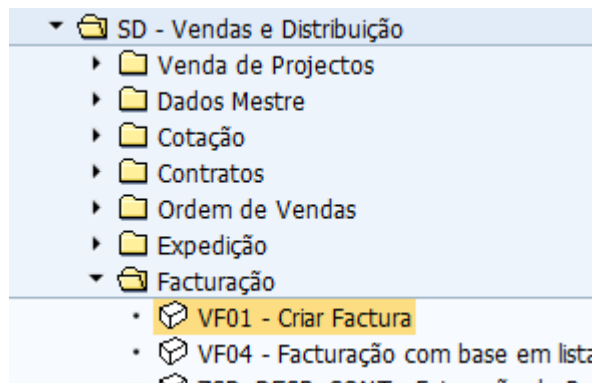 SD - Vendas e Distribuição
Venda de Projectos
Dados Mestre
Cotação
Contratos
Ordem de Vendas
Expedição
Facturação
VF01 - Criar Factura
VF04 - Facturação com base em lista